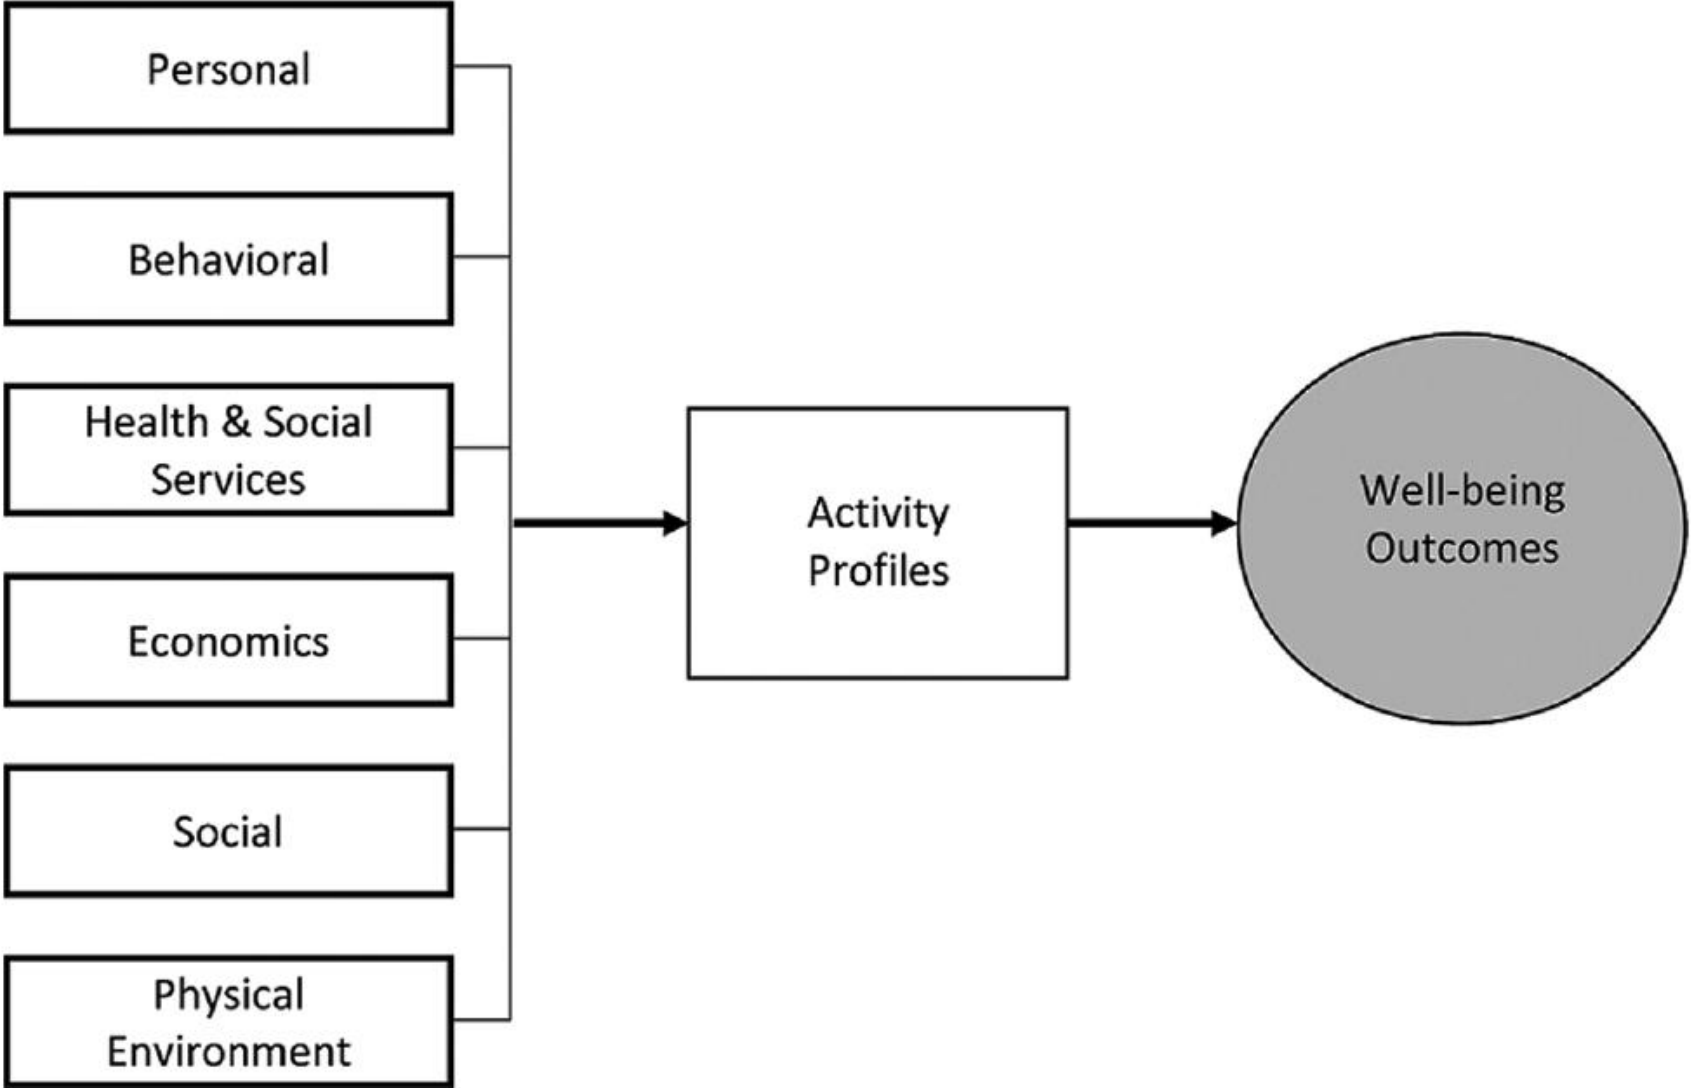 Personal
Behavioral
Health & Social
Services
Economics
Social
Physical
Environment
Activity
Profiles
Well-being
Outcomes